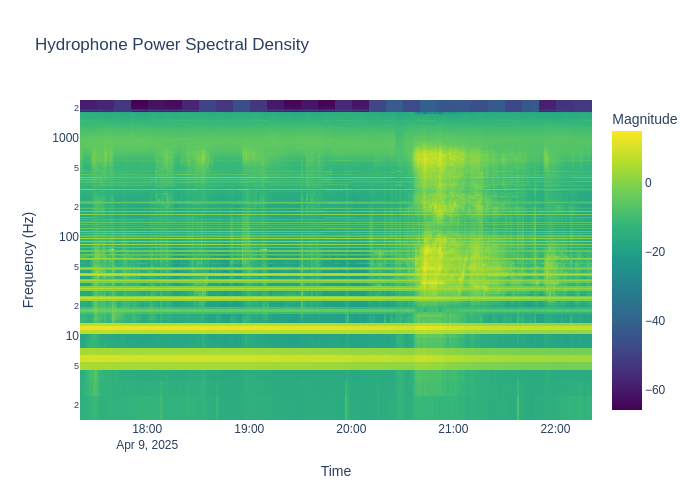 Hydrophone Power Spectral Density
Magnitude
0
−20
−40
−60
Frequency (Hz)
2
1000
5
2
100
5
2
10
5
2
18:00 19:00 20:00 21:00 22:00
Apr 9, 2025
Time